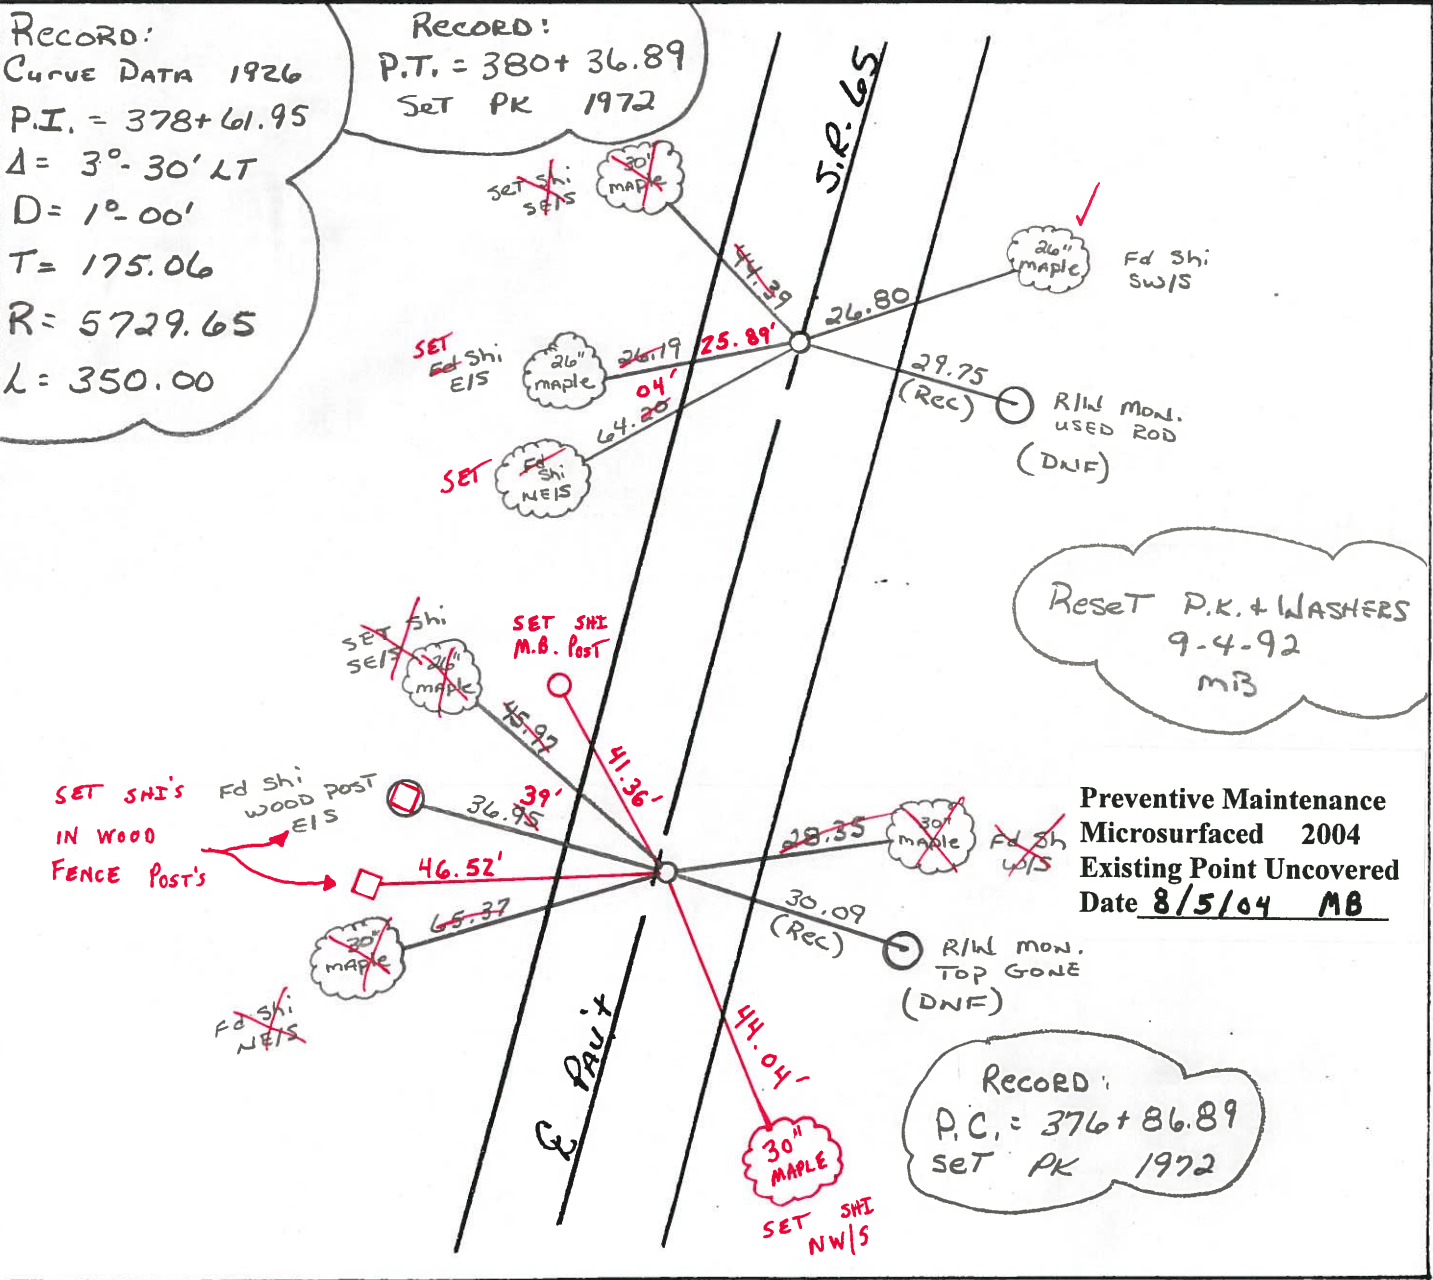 RECORD:
CURVE DATA 1926
P.I. = 378+61.95
Δ= 3°-30' LT
D= 1°-00'
T= 175.06
R= 5729.65
L= 350.00
RECORD:
P.T. = 380+36.89
SET PK 1972
S.R. 65
SET Shi
SE/S
30"
MAPLE
44.39
26"
MAPLE
Fd Shi
SW/S
26.80
SET
Fd Shi
E/S
26"
MAPLE
26.19
25.89'
04'
64.20
SET
Fd
Shi
NE/S
29.75
(Rec)
R/W MON.
USED ROD
(DNF)
RESET P.K. & WASHERS
9-4-92
MB
SET Shi
SE/S
26"
MAPLE
45.97
SET SHI
M.B. POST
41.36'
SET SHI'S
IN WOOD
FENCE POST'S
Fd Shi
WOOD POST
E/S
39'
36.95
46.52'
65.37
30"
MAPLE
Fd Shi
NE/S
28.35
30"
MAPLE
Fd Sh
W/S
Preventive Maintenance
Microsurfaced 2004
Existing Point Uncovered
Date 8/5/04 MB
30.09
(Rec)
R/W MON.
TOP GONE
(DNF)
44.04'
30"
MAPLE
SET SHI
NW/S
℄ PAV't
RECORD:
P.C. = 376+86.89
SET PK 1972